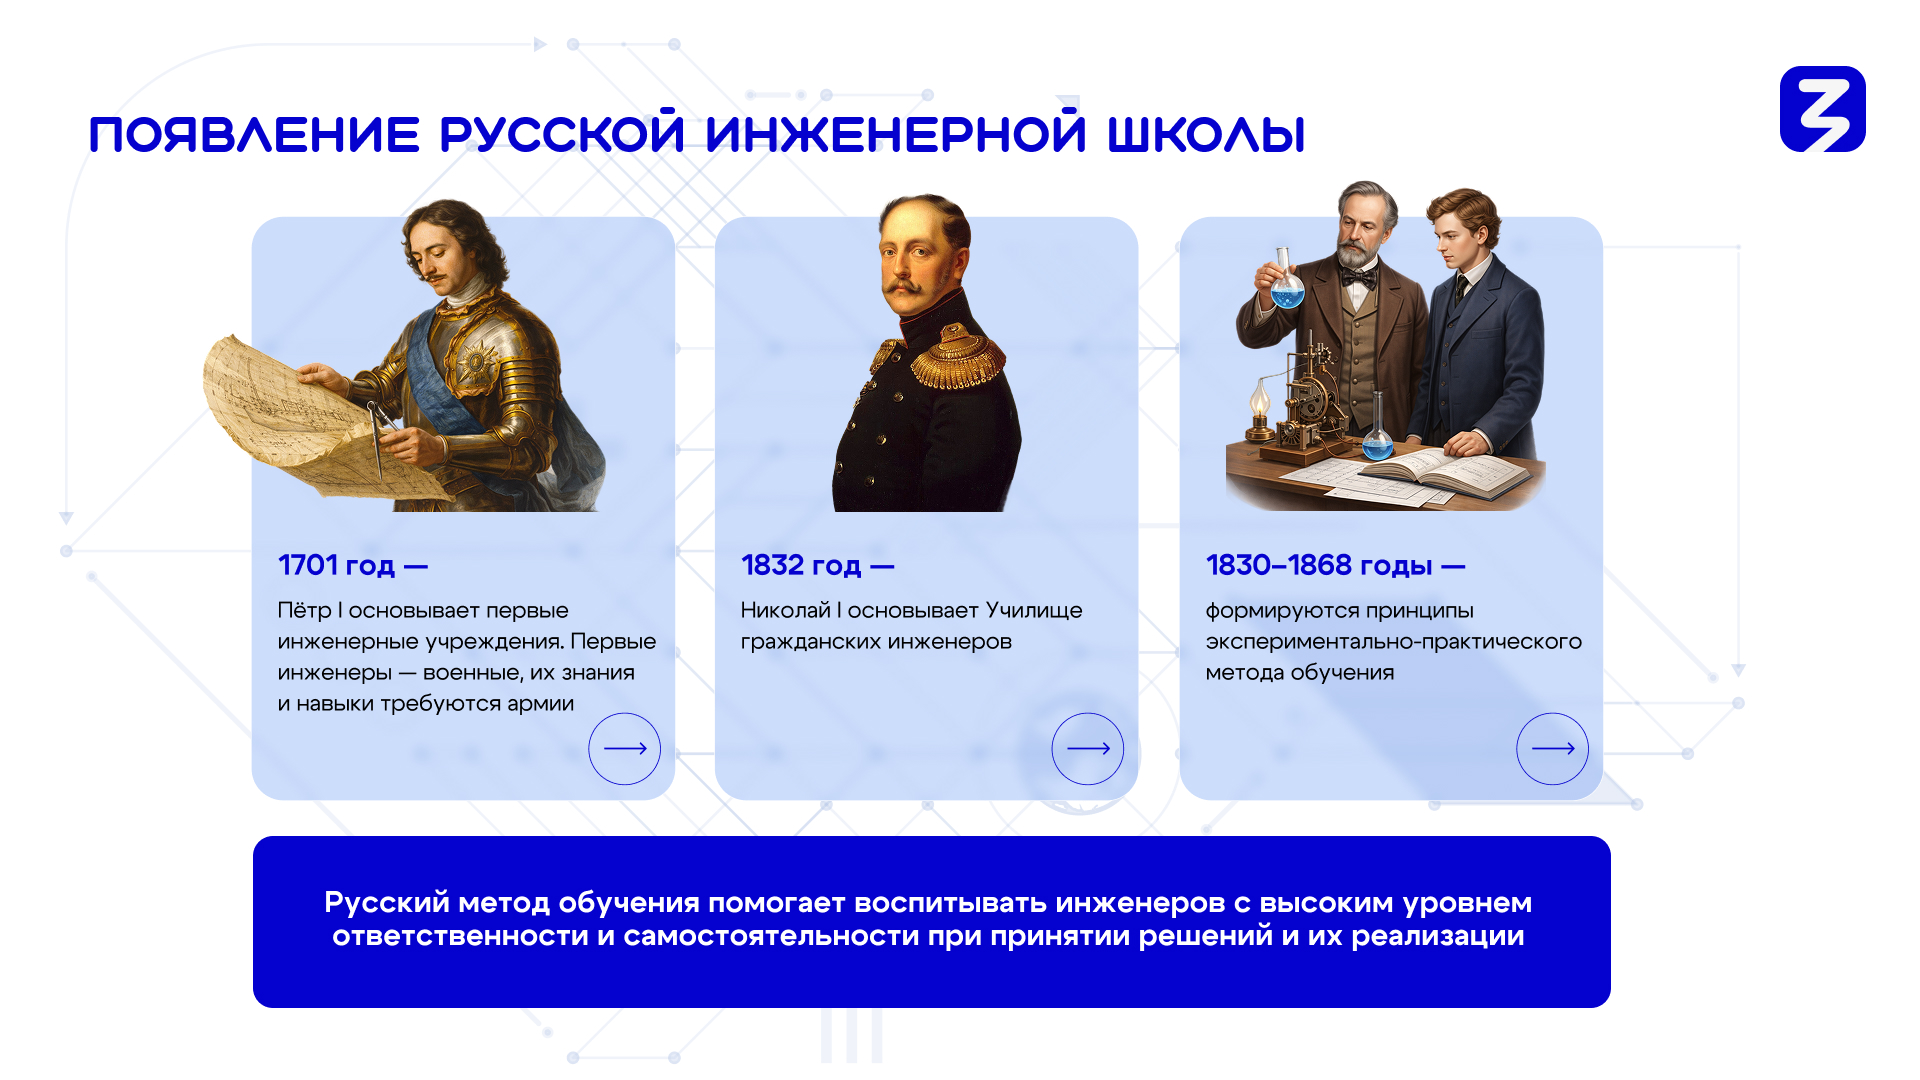 ПОЯВЛЕНИЕ РУССКОЙ ИНЖЕНЕРНОЙ ШКОЛЫ
1701 год —
Пётр I основывает первые
инженерные учреждения. Первые
инженеры — военные, их знания
и навыки требуются армии
1832 год —
Николай I основывает Училище
гражданских инженеров
1830–1868 годы —
формируются принципы
экспериментально-практического
метода обучения
Русский метод обучения помогает воспитывать инженеров с высоким уровнем
ответственности и самостоятельности при принятии решений и их реализации